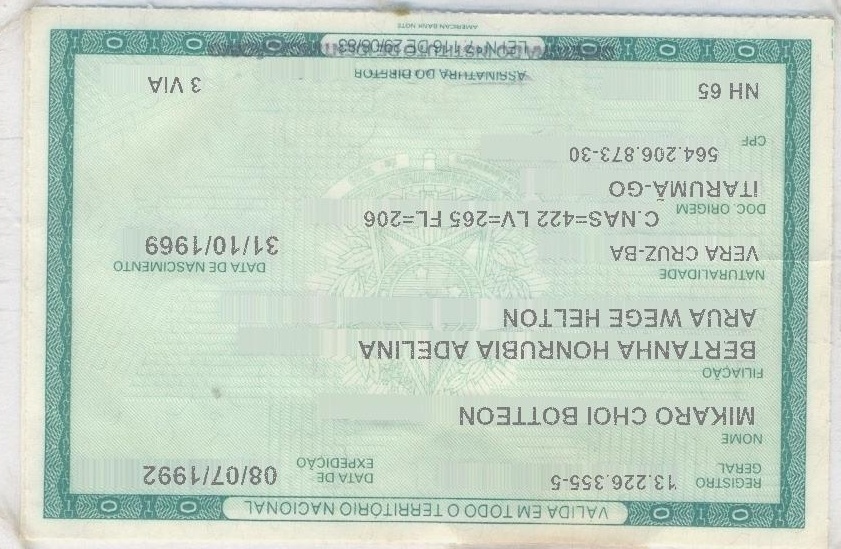 VÁLIDA EM TODO O TERRITÓRIO NACIONAL
REGISTRO GERAL 13.226.355-5 DATA DE EXPEDIÇÃO 08/07/1992
NOME
MIKARO CHOI BOTTEON
FILIAÇÃO
BERTANHA HONRUBIA ADELINA
ARUA WEGE HELTON
NATURALIDADE DATA DE NASCIMENTO
VERA CRUZ-BA 31/10/1969
DOC. ORIGEM C.NAS=422 LV=265 FL=206
ITARUMÃ-GO
CPF 564.206.873-30
NH 65 3 VIA
ASSINATURA DO DIRETOR
LEI Nº 7.116 DE 29/08/83
AMERICAN BANK NOTE